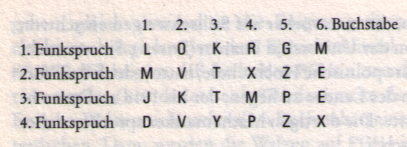 1. 2. 3. 4. 5. 6. Buchstabe
1. Funkspruch L O K R G M
2. Funkspruch M V T X Z E
3. Funkspruch J K T M P E
4. Funkspruch D V Y P Z X